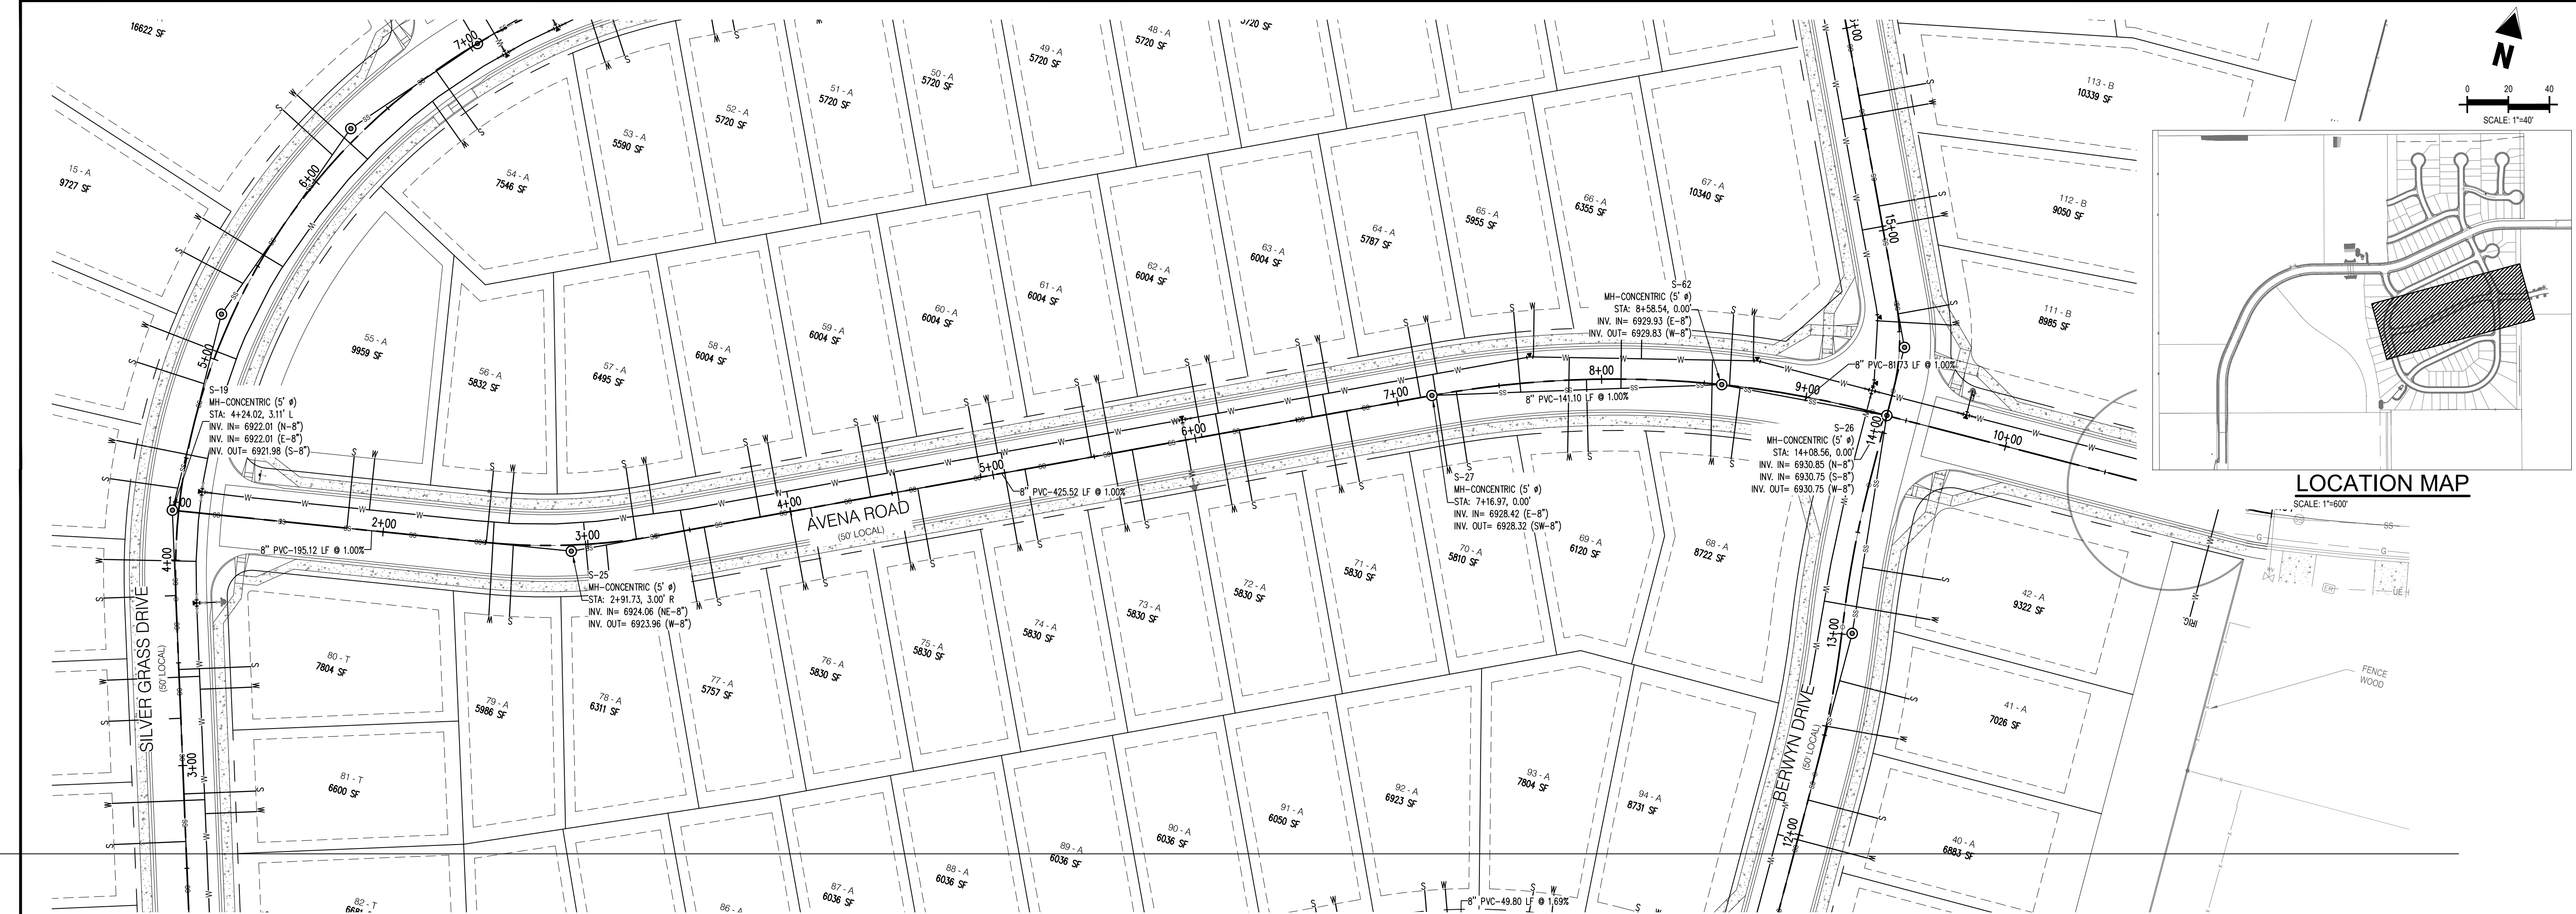 16622 SF
7+00
49 - A
5720 SF
48 - A
5720 SF
5720 SF
15+00
113 - B
10339 SF
N
0 20 40
SCALE: 1"=40'
50 - A
5720 SF
51 - A
5720 SF
52 - A
5720 SF
53 - A
5590 SF
54 - A
7546 SF
15 - A
9727 SF
6+00
67 - A
10340 SF
66 - A
6355 SF
65 - A
5955 SF
64 - A
5787 SF
63 - A
6004 SF
62 - A
6004 SF
61 - A
6004 SF
60 - A
6004 SF
59 - A
6004 SF
58 - A
6004 SF
57 - A
6495 SF
56 - A
5832 SF
55 - A
9959 SF
112 - B
9050 SF
111 - B
8985 SF
5+00
S-19
MH-CONCENTRIC (5' ø)
STA: 4+24.02, 3.11' L
INV. IN= 6922.01 (N-8")
INV. IN= 6922.01 (E-8")
INV. OUT= 6921.98 (S-8")
S-62
MH-CONCENTRIC (5' ø)
STA: 8+58.54, 0.00'
INV. IN= 6929.93 (E-8")
INV. OUT= 6929.83 (W-8")
8" PVC-81.73 LF @ 1.00%
8" PVC-141.10 LF @ 1.00%
8" PVC-425.52 LF @ 1.00%
8" PVC-195.12 LF @ 1.00%
1+00
2+00
3+00
4+00
5+00
6+00
7+00
8+00
9+00
10+00
14+00
15+00
AVENA ROAD
(50' LOCAL)
S-26
MH-CONCENTRIC (5' ø)
STA: 14+08.56, 0.00'
INV. IN= 6930.85 (N-8")
INV. IN= 6930.75 (S-8")
INV. OUT= 6930.75 (W-8")
S-27
MH-CONCENTRIC (5' ø)
STA: 7+16.97, 0.00'
INV. IN= 6928.42 (E-8")
INV. OUT= 6928.32 (SW-8")
S-25
MH-CONCENTRIC (5' ø)
STA: 2+91.73, 3.00' R
INV. IN= 6924.06 (NE-8")
INV. OUT= 6923.96 (W-8")
LOCATION MAP
SCALE: 1"=600'
4+00
SILVER GRASS DRIVE
(50' LOCAL)
3+00
80 - T
7804 SF
79 - A
5986 SF
78 - A
6311 SF
77 - A
5757 SF
76 - A
5830 SF
75 - A
5830 SF
74 - A
5830 SF
73 - A
5830 SF
72 - A
5830 SF
71 - A
5830 SF
70 - A
5810 SF
69 - A
6120 SF
68 - A
8722 SF
13+00
BERWYN DRIVE
(50' LOCAL)
12+00
42 - A
9322 SF
41 - A
7026 SF
40 - A
6883 SF
IRIG.
FENCE
WOOD
81 - T
6600 SF
82 - T
87 - A
6036 SF
88 - A
6036 SF
89 - A
6036 SF
90 - A
6036 SF
91 - A
6050 SF
92 - A
6923 SF
93 - A
7804 SF
94 - A
8731 SF
86 - A
8" PVC-49.80 LF @ 1.69%